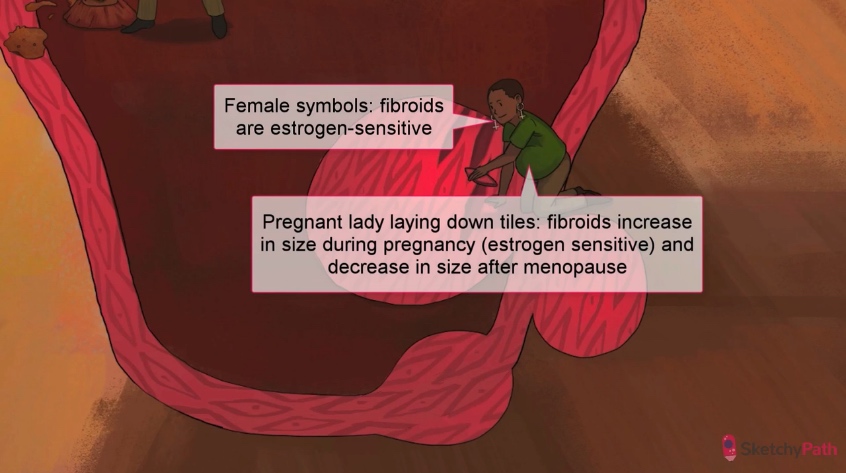 Female symbols: fibroids
are estrogen-sensitive
Pregnant lady laying down tiles: fibroids increase
in size during pregnancy (estrogen sensitive) and
decrease in size after menopause
SketchyPath